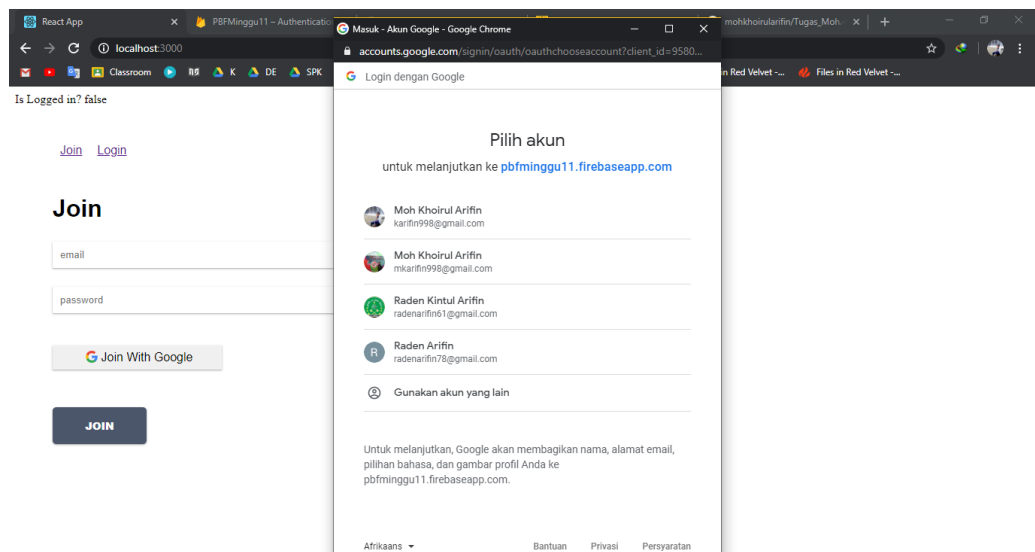 React App
PBFMinggu11 – Authenticatio
mohkhoirularifin/Tugas_Moh.
localhost:3000
Classroom
K
DE
SPK
in Red Velvet -...
Files in Red Velvet -...
Is Logged in? false
Join Login
Join
email
password
Join With Google
JOIN
Masuk - Akun Google - Google Chrome
accounts.google.com/signin/oauth/oauthchooseaccount?client_id=9580...
Login dengan Google
Pilih akun
untuk melanjutkan ke pbfminggu11.firebaseapp.com
Moh Khoirul Arifin
karifin998@gmail.com
Moh Khoirul Arifin
mkarifin998@gmail.com
Raden Kintul Arifin
radenarifin61@gmail.com
R
Raden Arifin
radenarifin78@gmail.com
Gunakan akun yang lain
Untuk melanjutkan, Google akan membagikan nama, alamat email,
pilihan bahasa, dan gambar profil Anda ke
pbfminggu11.firebaseapp.com.
Afrikaans
Bantuan Privasi Persyaratan